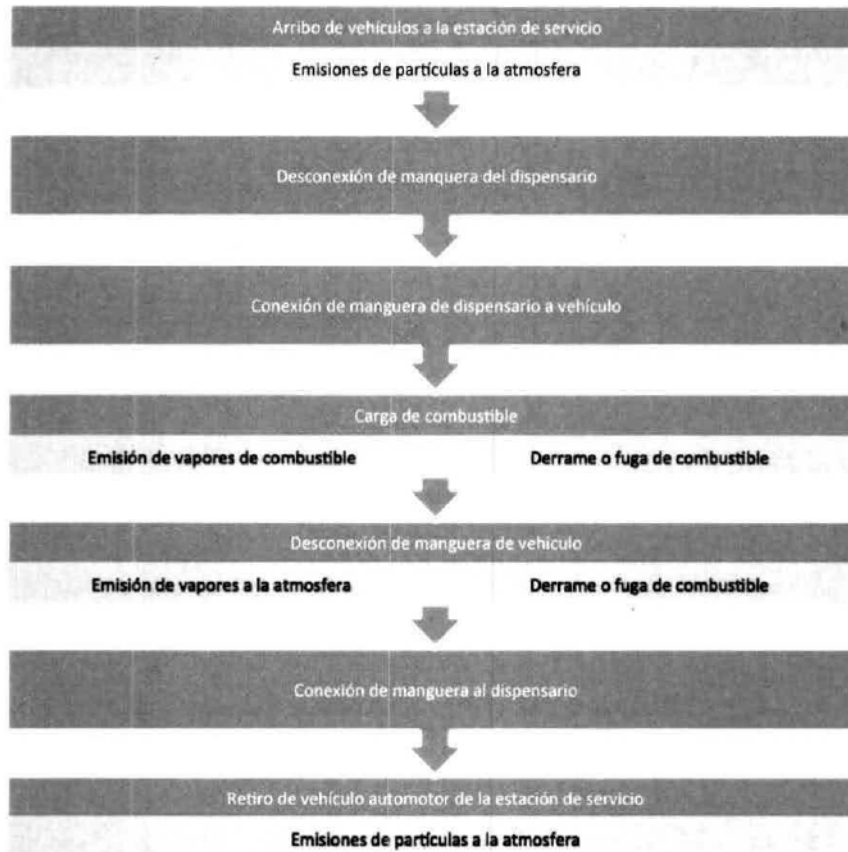 Arribo de vehículos a la estación de servicio
Emisiones de partículas a la atmosfera
Desconexión de manquera del dispensario
Conexión de manguera de dispensario a vehículo
Carga de combustible
Emisión de vapores de combustible
Derrame o fuga de combustible
Desconexión de manguera de vehiculo
Emisión de vapores a la atmosfera
Derrame o fuga de combustible
Conexión de manguera al dispensario
Retiro de vehículo automotor de la estación de servicio
Emisiones de partículas a la atmosfera